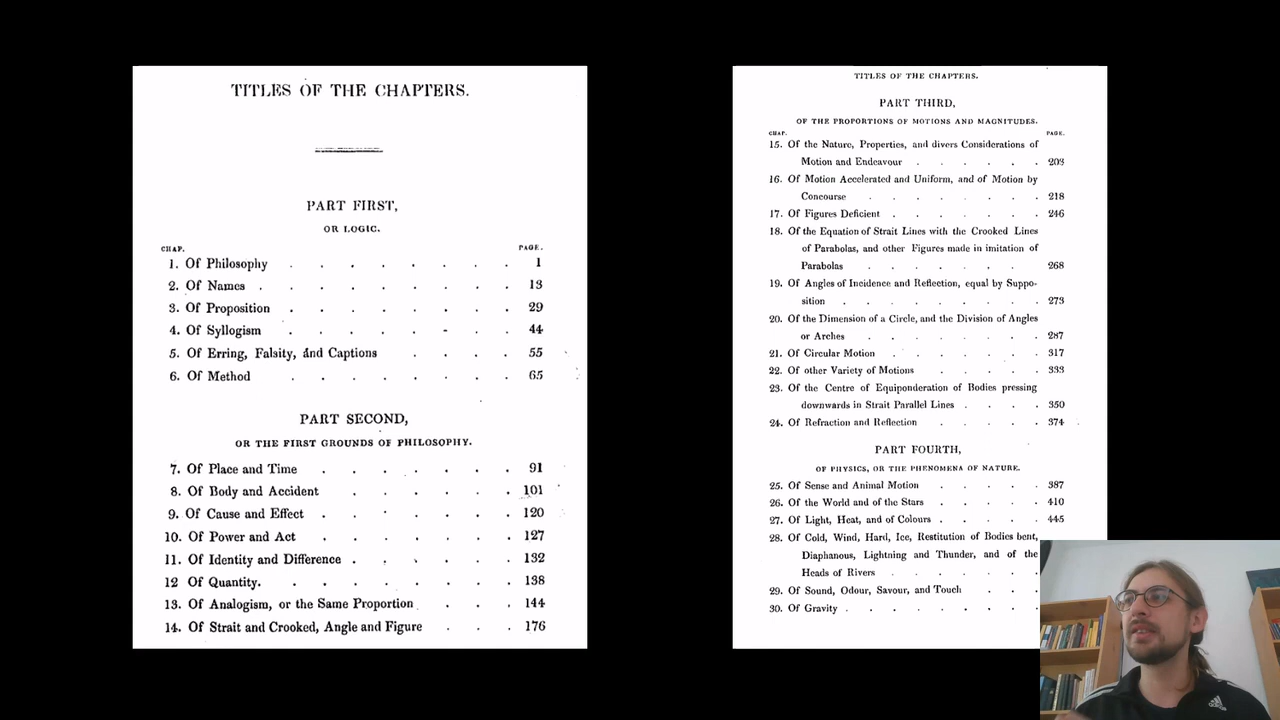 TITLES OF THE CHAPTERS.
PART FIRST,
OR LOGIC.
CHAP. PAGE.
1. Of Philosophy . . . . . . . 1
2. Of Names . . . . . . . . 13
3. Of Proposition . . . . . . . 29
4. Of Syllogism . . . . - . . 44
5. Of Erring, Falsity, and Captions . . . . 55
6. Of Method . . . . . . . 65
PART SECOND,
OR THE FIRST GROUNDS OF PHILOSOPHY.
7. Of Place and Time . . . . . . . 91
8. Of Body and Accident . . . . . . 101
9. Of Cause and Effect . . . . . . . 120
10. Of Power and Act . . . . . . . 127
11. Of Identity and Difference . . . . . . 132
12 Of Quantity. . . . . . . . 138
13. Of Analogism, or the Same Proportion . . . 144
14. Of Strait and Crooked, Angle and Figure . . . 176
TITLES OF THE CHAPTERS.
PART THIRD,
OF THE PROPORTIONS OF MOTIONS AND MAGNITUDES.
CHAP. PAGE.
15. Of the Nature, Properties, and divers Considerations of
Motion and Endeavour . . . . . . 203
16. Of Motion Accelerated and Uniform, and of Motion by
Concourse . . . . . . . 218
17. Of Figures Deficient . . . . . . . 246
18. Of the Equation of Strait Lines with the Crooked Lines
of Parabolas, and other Figures made in imitation of
Parabolas . . . . . . . 268
19. Of Angles of Incidence and Reflection, equal by Suppo-
sition . . . . . . . . 273
20. Of the Dimension of a Circle, and the Division of Angles
or Arches . . . . . . . 287
21. Of Circular Motion . . . . . . . 317
22. Of other Variety of Motions . . . . . 333
23. Of the Centre of Equiponderation of Bodies pressing
downwards in Strait Parallel Lines . . . . 350
24. Of Refraction and Reflection . . . . . 374
PART FOURTH,
OF PHYSICS, OR THE PHENOMENA OF NATURE.
25. Of Sense and Animal Motion . . . . . 387
26. Of the World and of the Stars . . . . . 410
27. Of Light, Heat, and of Colours . . . . . 445
28. Of Cold, Wind, Hard, Ice, Restitution of Bodies bent,
Diaphanous, Lightning and Thunder, and of the
Heads of Rivers . . . . . . .
29. Of Sound, Odour, Savour, and Touch . . .
30. Of Gravity . . . . . . . .
adidas